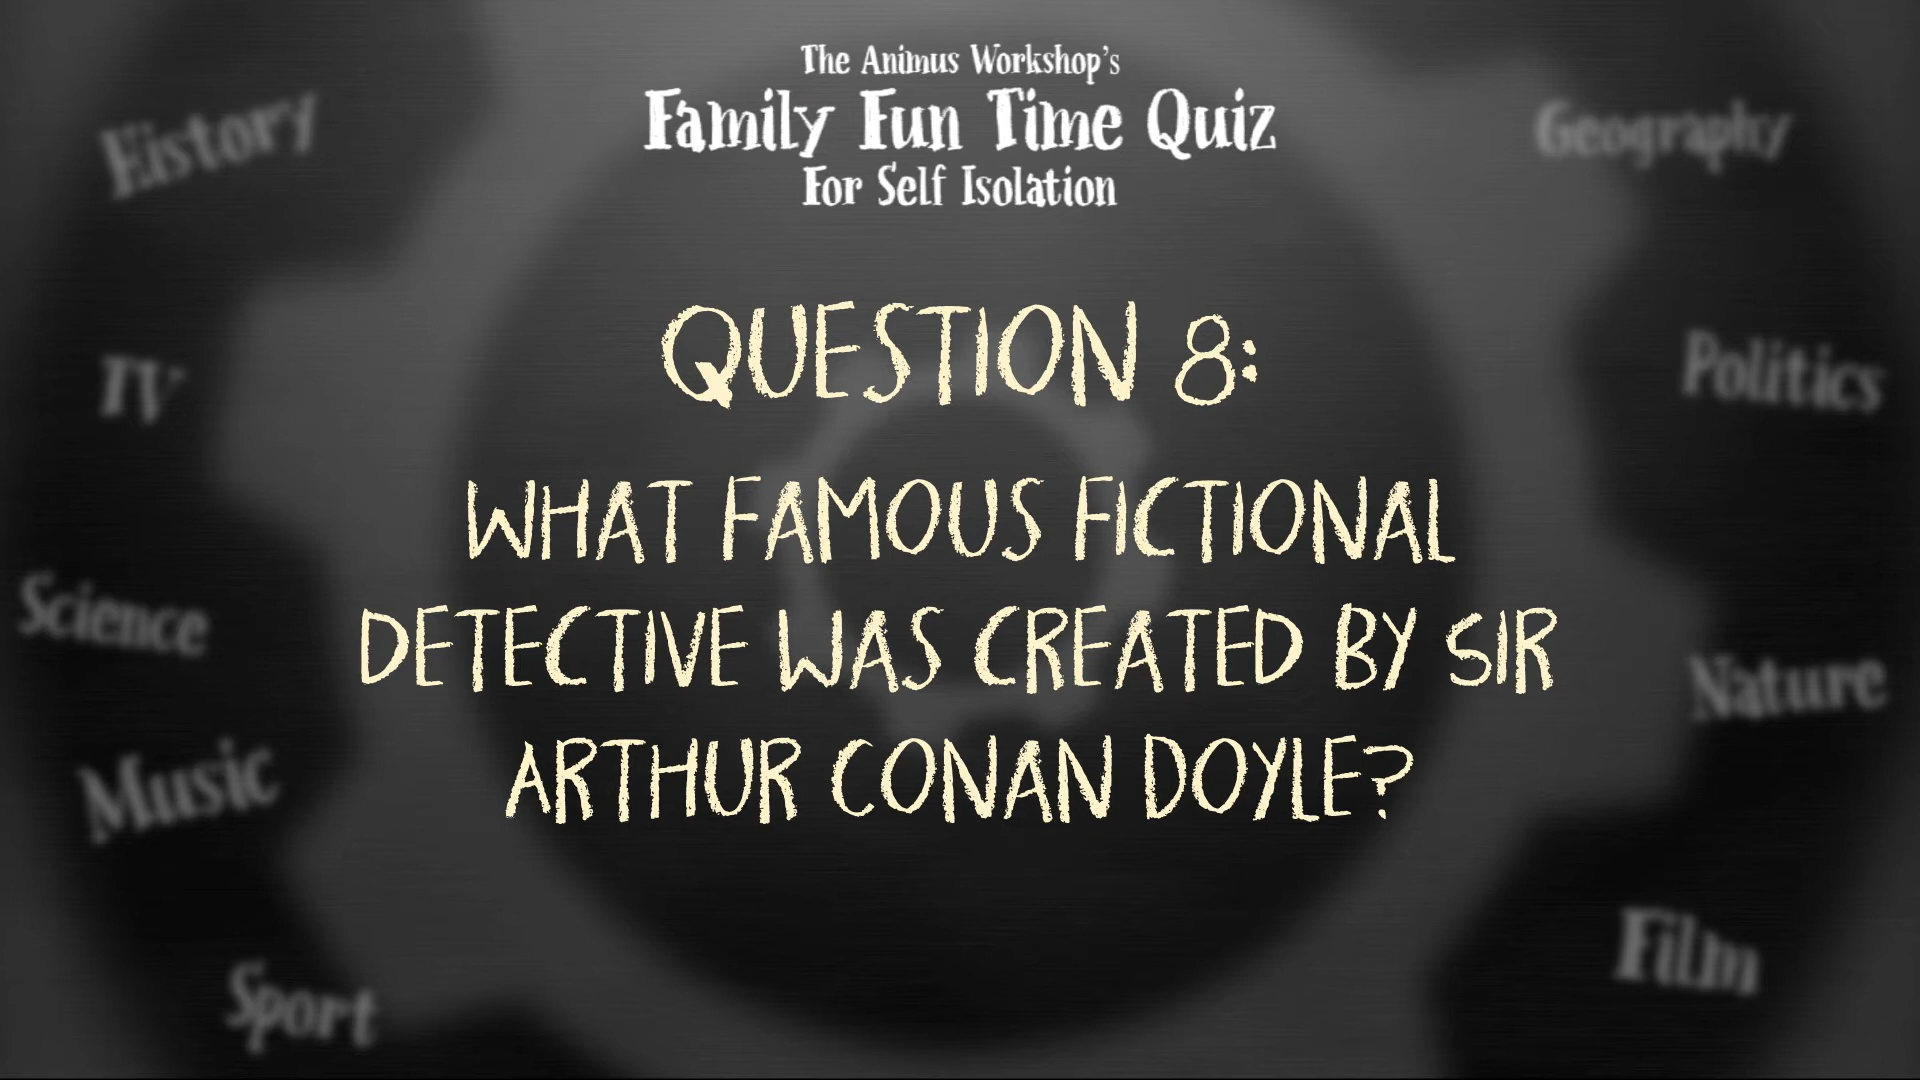 The Animus Workshop's
Family Fun Time Quiz
For Self Isolation
History
Geography
QUESTION 8:
TV
Politics
WHAT FAMOUS FICTIONAL
DETECTIVE WAS CREATED BY SIR
ARTHUR CONAN DOYLE?
Science
Nature
Music
Film
Sport